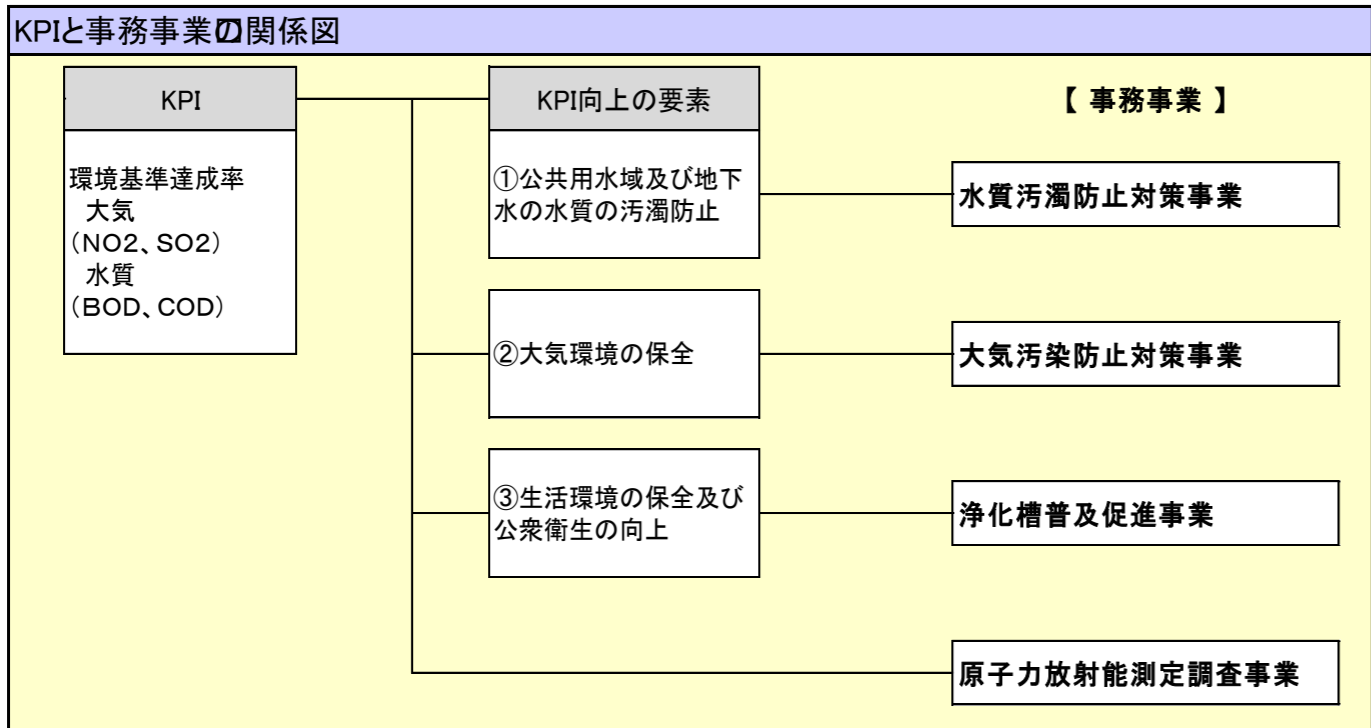 KPIと事務事業の関係図
KPI
環境基準達成率
大気
(NO2、SO2)
水質
(BOD、COD)
KPI向上の要素
①公共用水域及び地下
水の水質の汚濁防止
②大気環境の保全
③生活環境の保全及び
公衆衛生の向上
【 事務事業 】
水質汚濁防止対策事業
大気汚染防止対策事業
浄化槽普及促進事業
原子力放射能測定調査事業